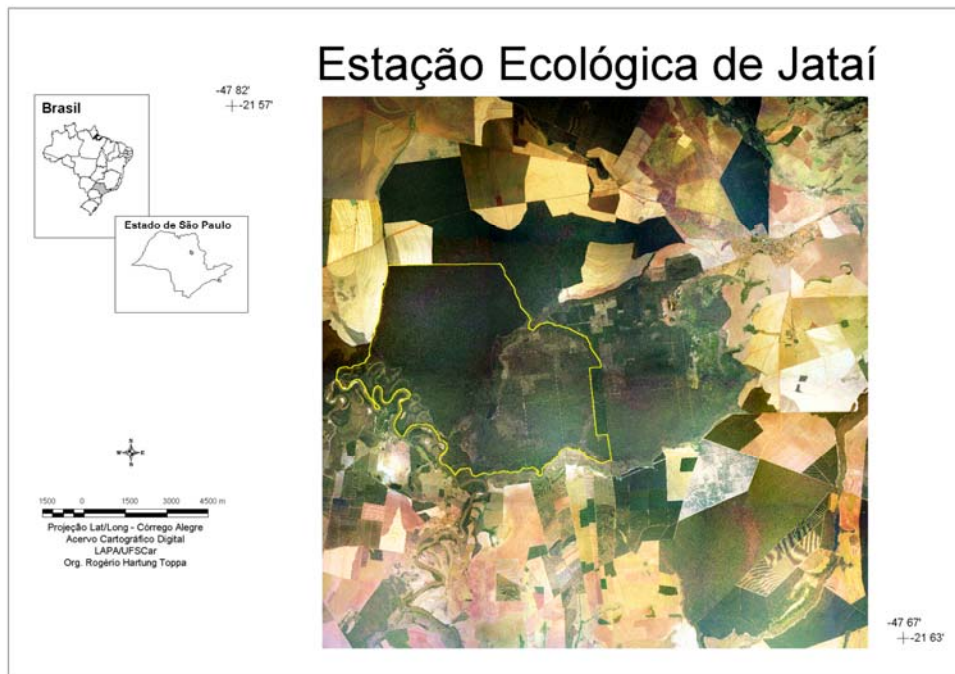 Estação Ecológica de Jataí
-47 82'
-21 57'
Brasil
Estado de São Paulo
N
W E
S
1500 0 1500 3000 4500 m
Projeção Lat/Long - Córrego Alegre
Acervo Cartográfico Digital
LAPA/UFSCar
Org. Rogério Hartung Toppa
-47 67'
-21 63'